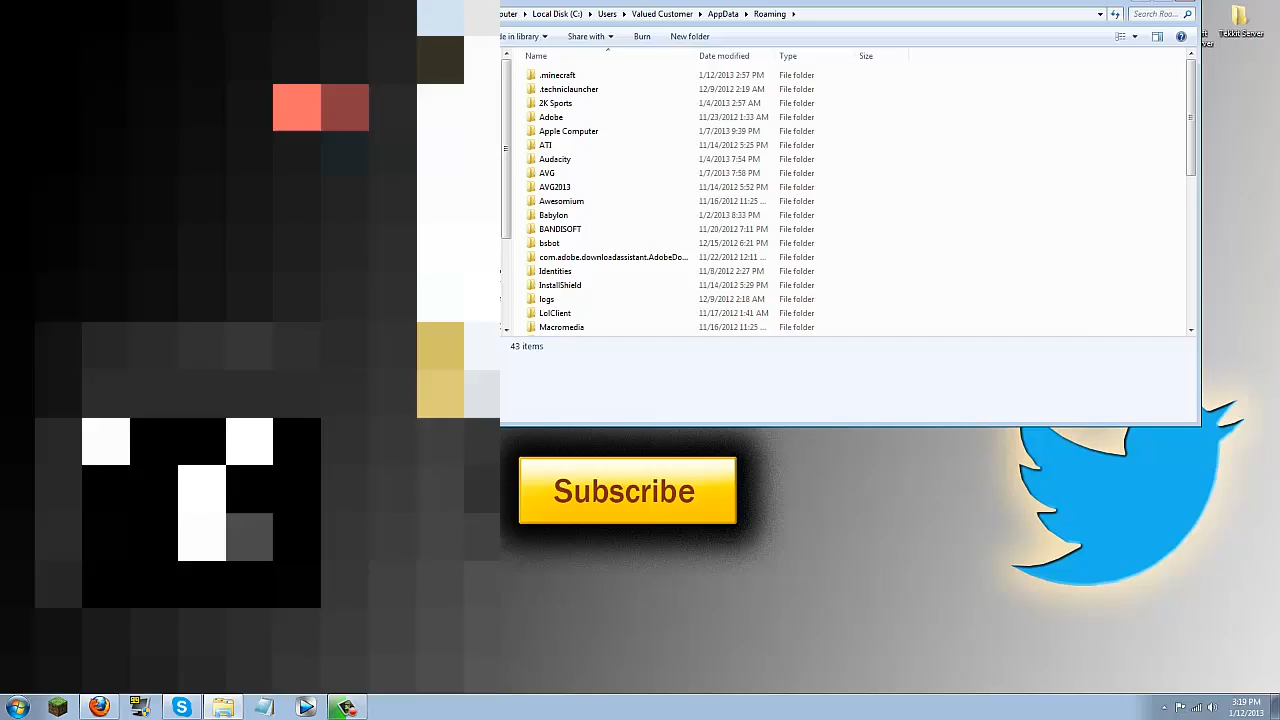 uter ▸ Local Disk (C:) ▸ Users ▸ Valued Customer ▸ AppData ▸ Roaming ▸ Search Roo...
de in library Share with Burn New folder
Name Date modified Type Size
.minecraft 1/12/2013 2:57 PM File folder
.techniclauncher 12/9/2012 2:19 AM File folder
2K Sports 1/4/2013 2:57 AM File folder
Adobe 11/23/2012 1:33 AM File folder
Apple Computer 1/7/2013 9:39 PM File folder
ATI 11/14/2012 5:25 PM File folder
Audacity 1/4/2013 7:54 PM File folder
AVG 1/7/2013 7:58 PM File folder
AVG2013 11/14/2012 5:52 PM File folder
Awesomium 11/16/2012 11:25 ... File folder
Babylon 1/2/2013 8:33 PM File folder
BANDISOFT 11/20/2012 7:11 PM File folder
bsbot 12/15/2012 6:21 PM File folder
com.adobe.downloadassistant.AdobeDo... 11/22/2012 12:11 ... File folder
Identities 11/8/2012 2:27 PM File folder
InstallShield 11/14/2012 5:29 PM File folder
logs 12/9/2012 2:18 AM File folder
LolClient 11/17/2012 1:41 AM File folder
Macromedia 11/16/2012 11:25 ... File folder
43 items
Tekkit Server
Subscribe
3:19 PM
1/12/2013